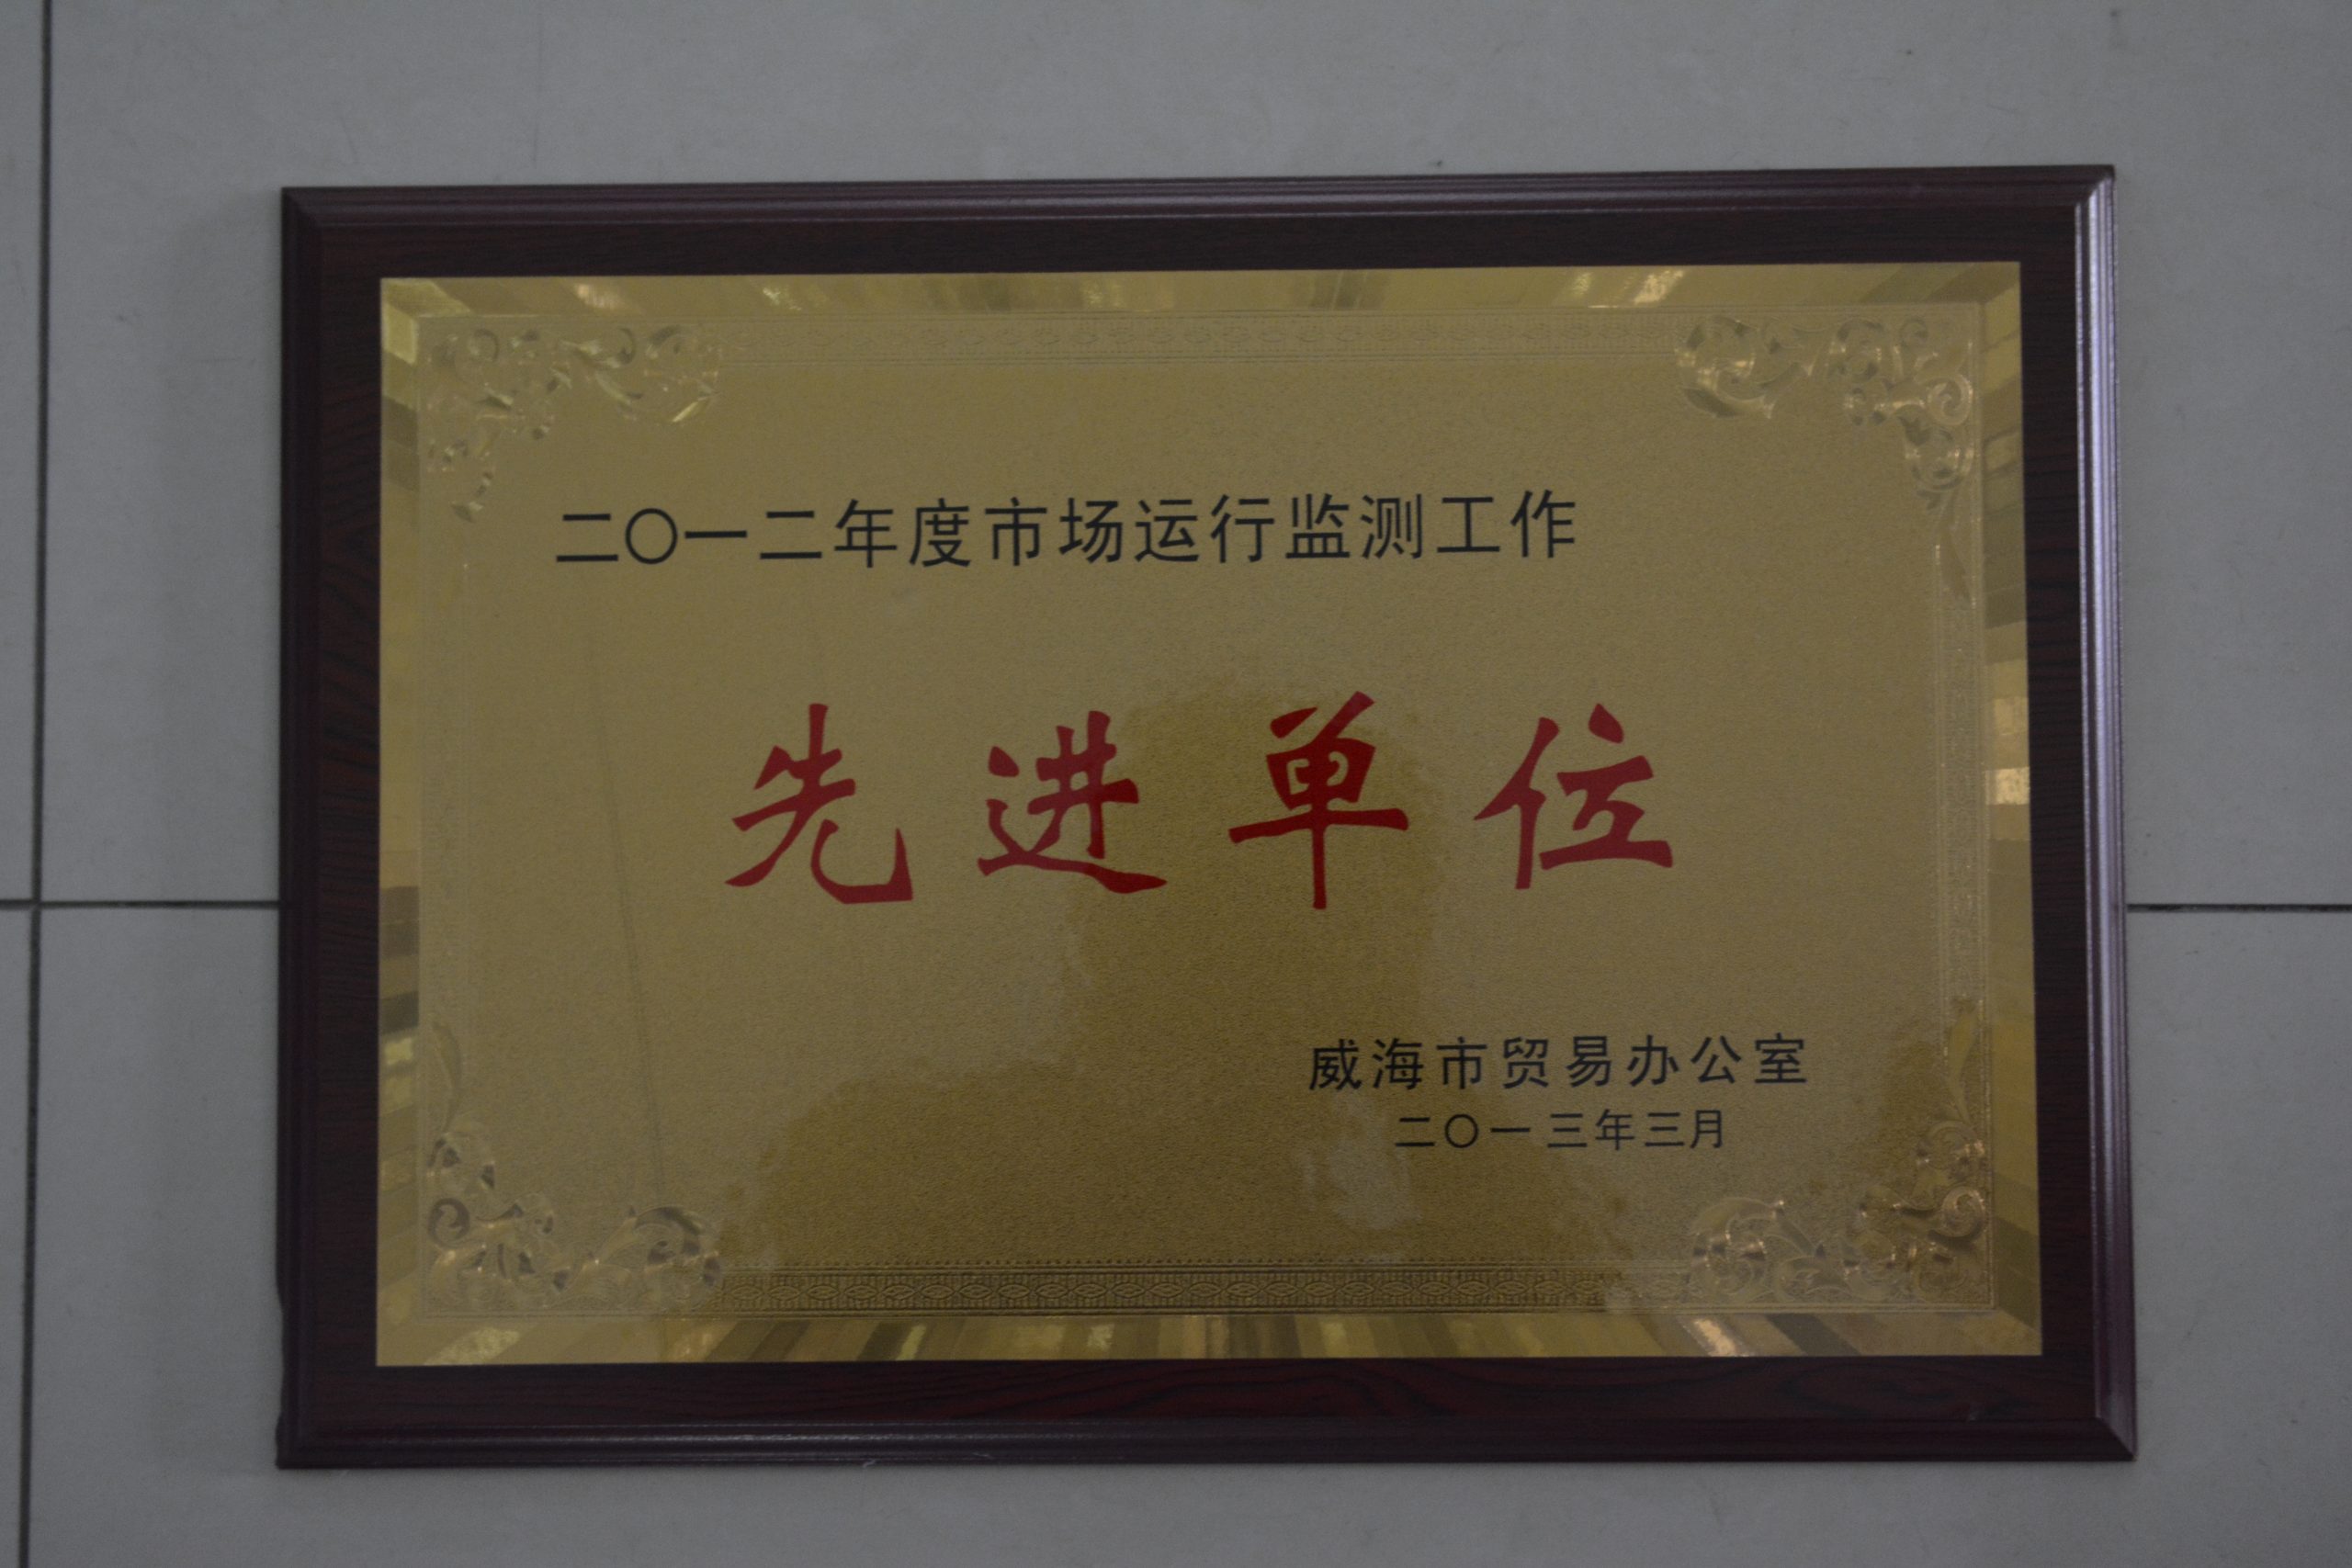 二〇一二年度市场运行监测工作
先进单位
威海市贸易办公室
二〇一三年三月